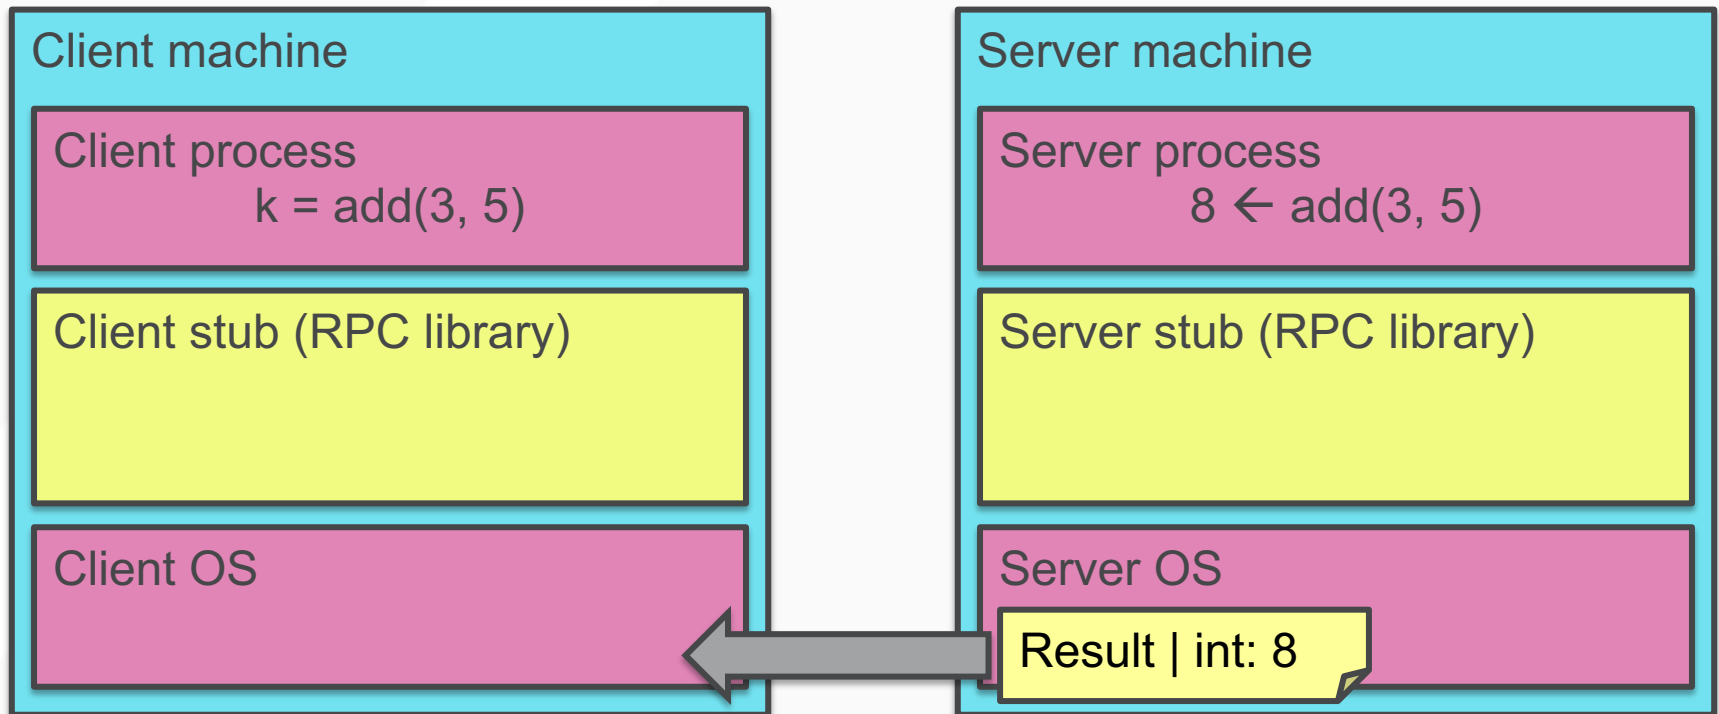 Client machine
Client process
k = add(3, 5)
Client stub (RPC library)
Client OS
Server machine
Server process
8 ← add(3, 5)
Server stub (RPC library)
Server OS
Result | int: 8